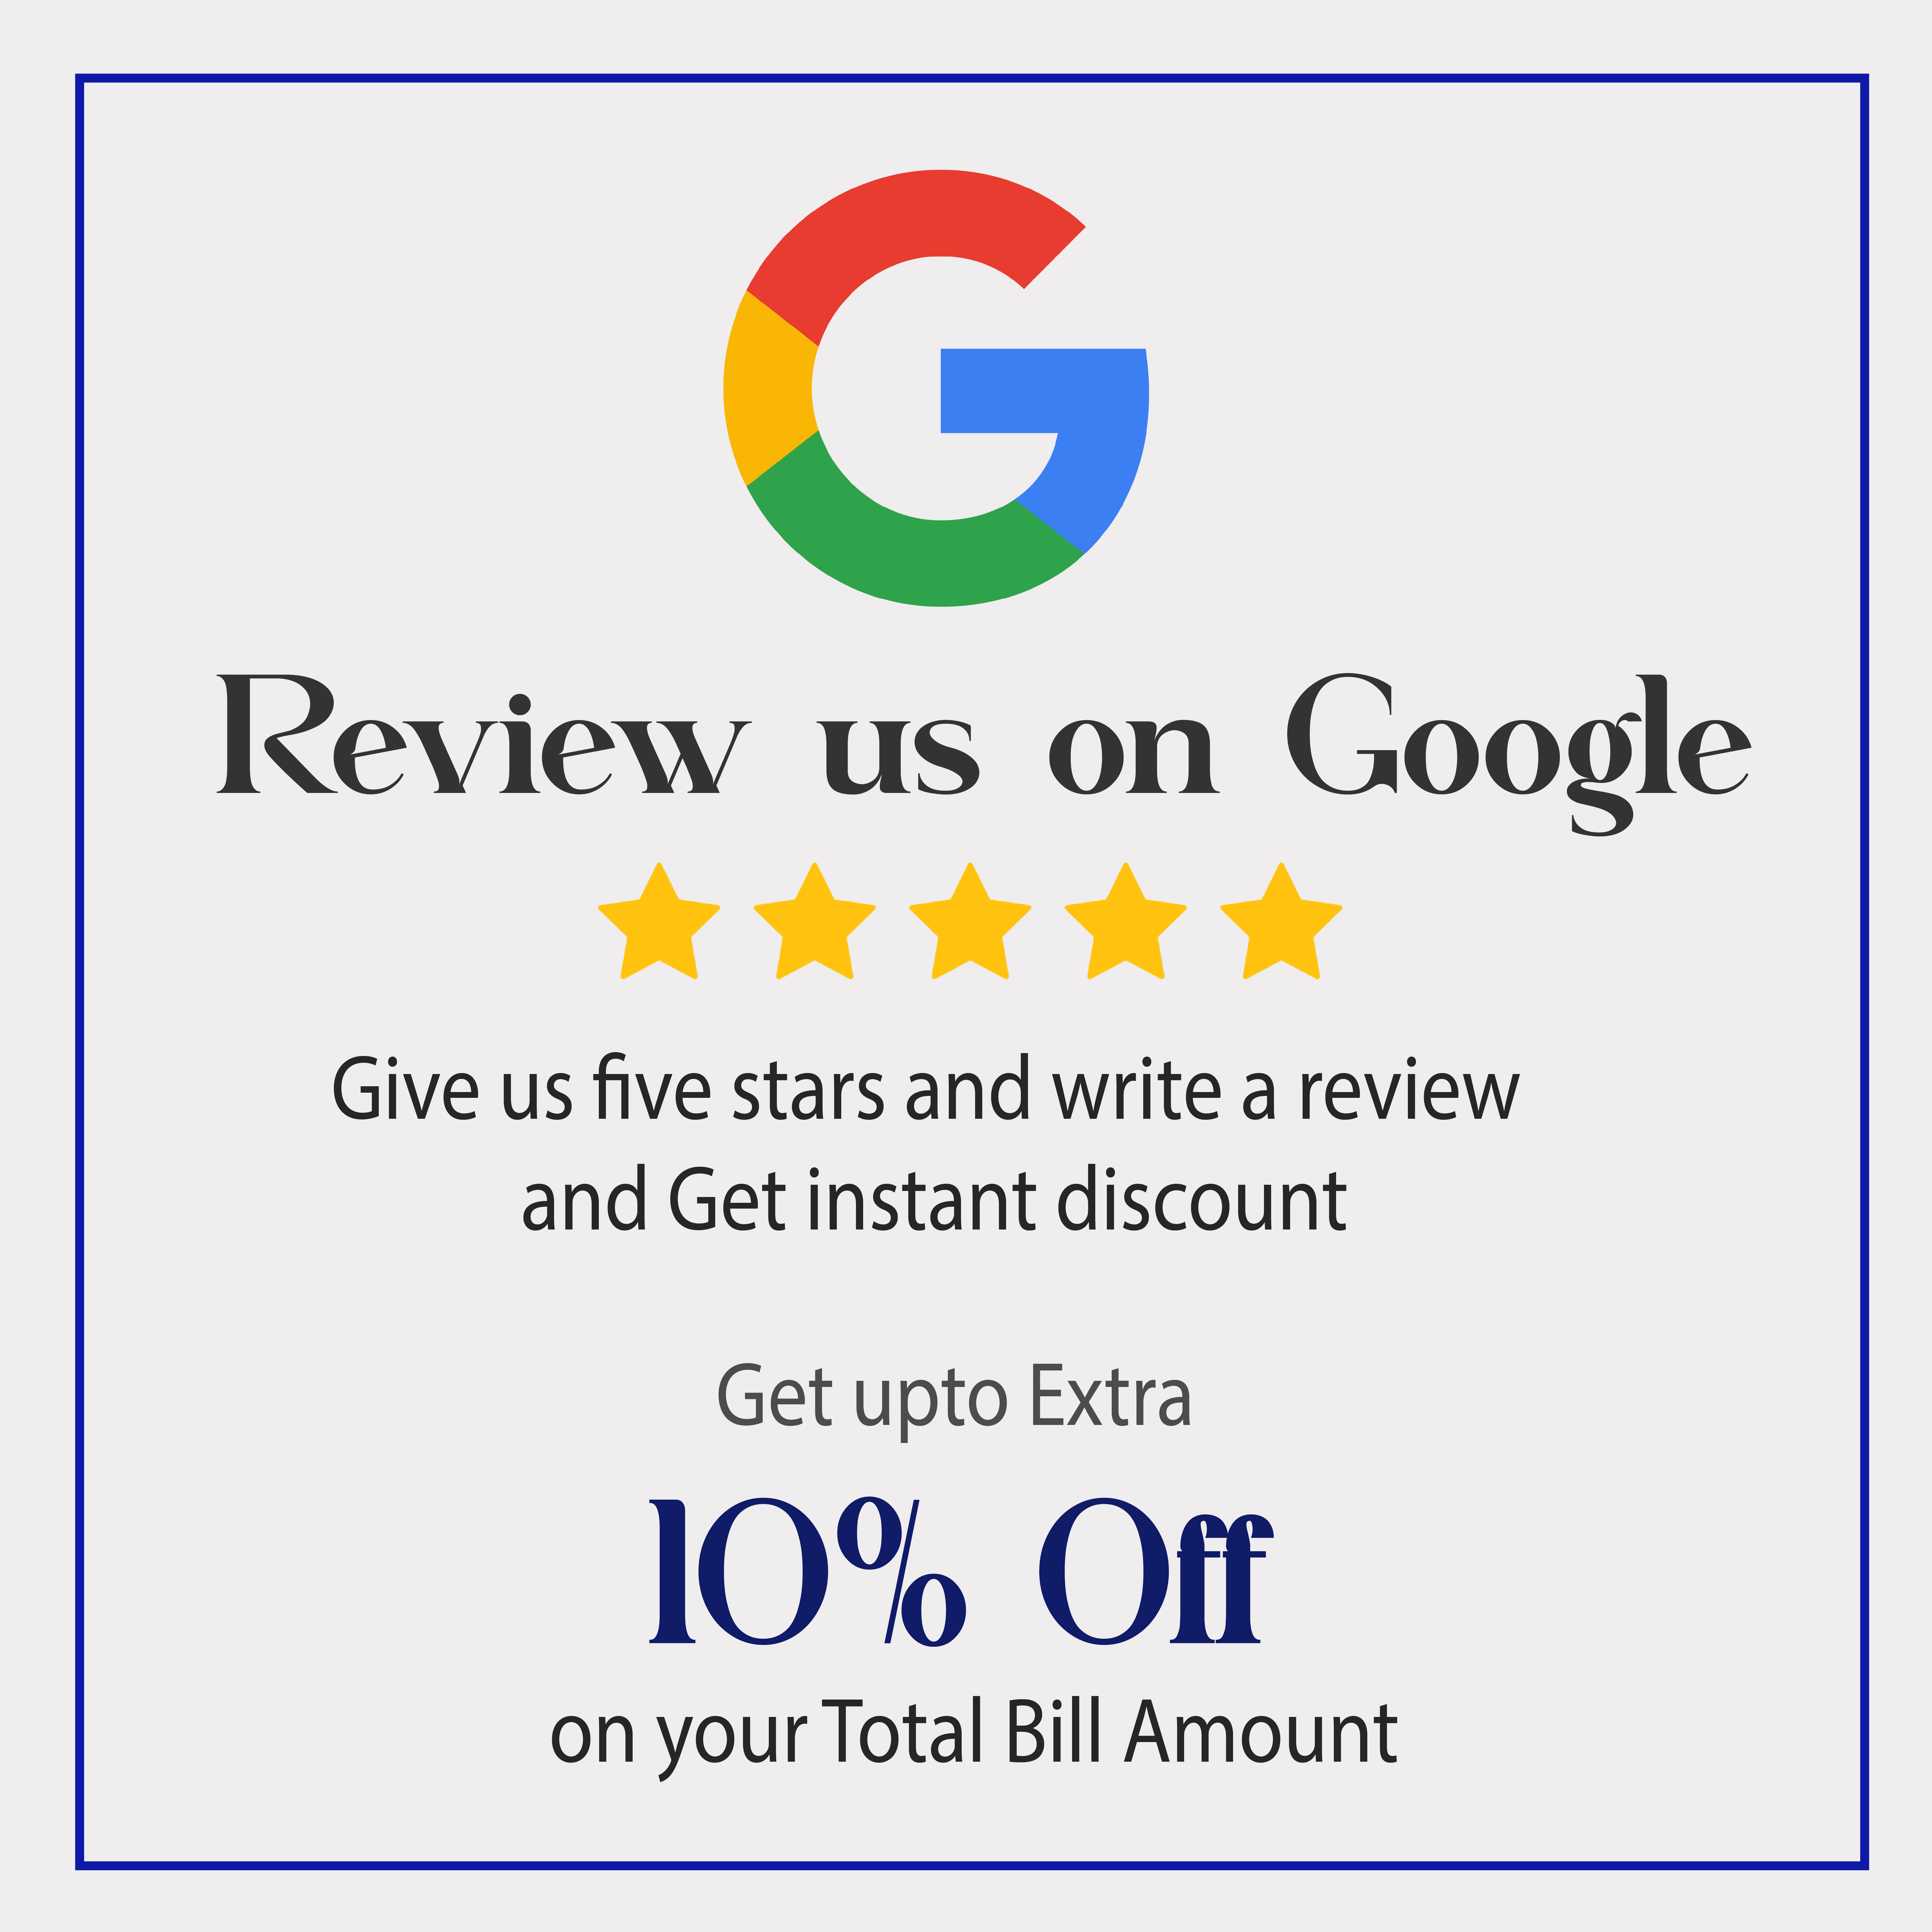 Review us on Google
Give us five stars and write a review
and Get instant discount
Get upto Extra
10% Off
on your Total Bill Amount